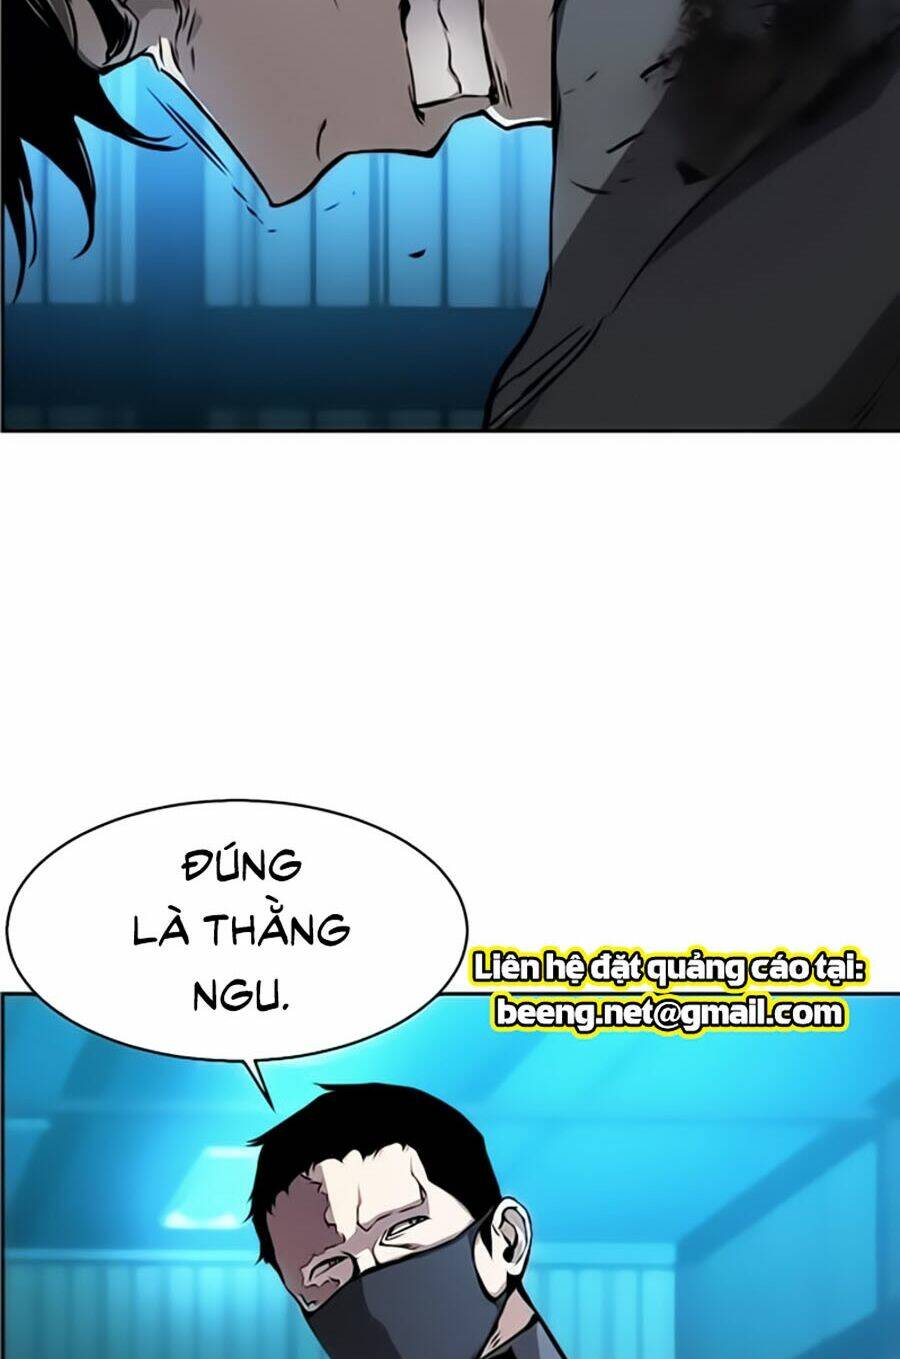 ĐÚNG
LÀ THẰNG
NGU.
Liên hệ đặt quảng cáo tại:
beeng.net@gmail.com